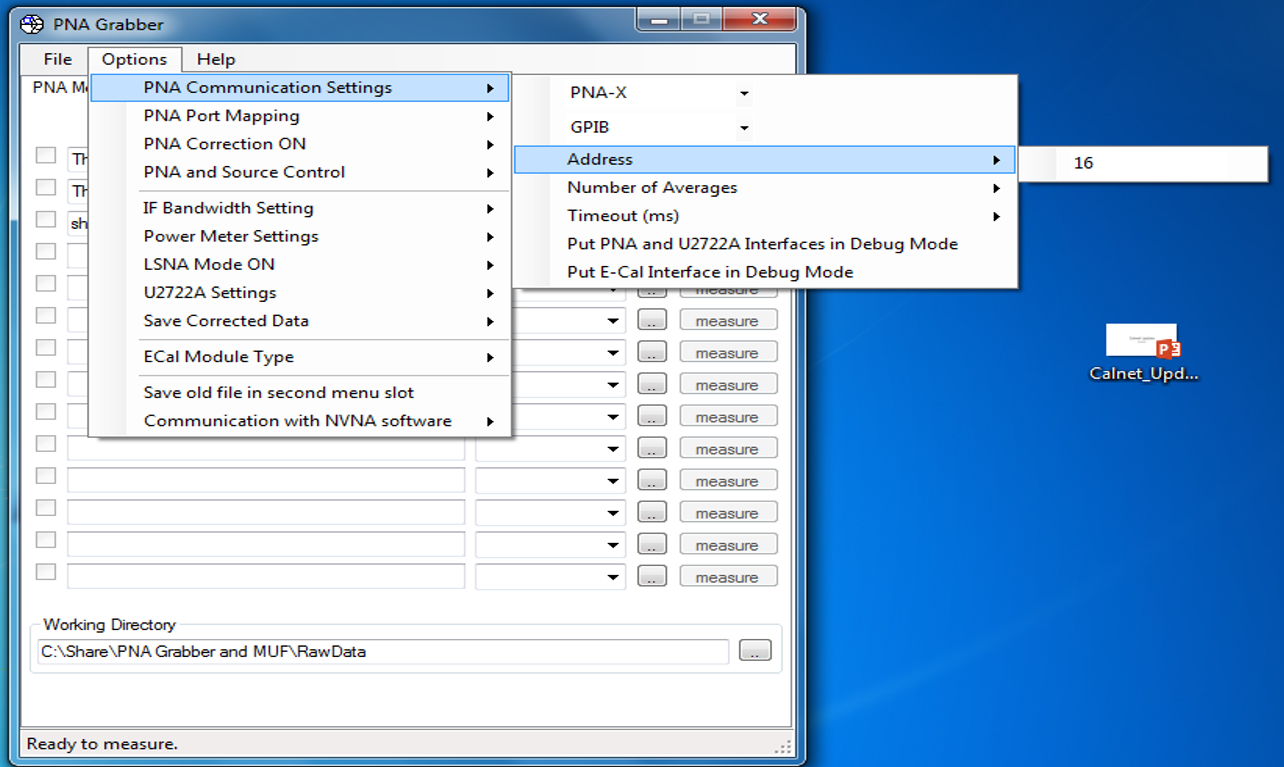 PNA Grabber
File Options Help
PNA Me
PNA Communication Settings
PNA Port Mapping
PNA Correction ON
PNA and Source Control
IF Bandwidth Setting
Power Meter Settings
LSNA Mode ON
U2722A Settings
Save Corrected Data
ECal Module Type
Save old file in second menu slot
Communication with NVNA software
PNA-X
GPIB
Address
Number of Averages
Timeout (ms)
Put PNA and U2722A Interfaces in Debug Mode
Put E-Cal Interface in Debug Mode
16
Th
Th
sh
.. measure
.. measure
.. measure
.. measure
.. measure
.. measure
.. measure
.. measure
.. measure
.. measure
Working Directory
C:\Share\PNA Grabber and MUF\RawData
..
Ready to measure.
Calnet_Upd...